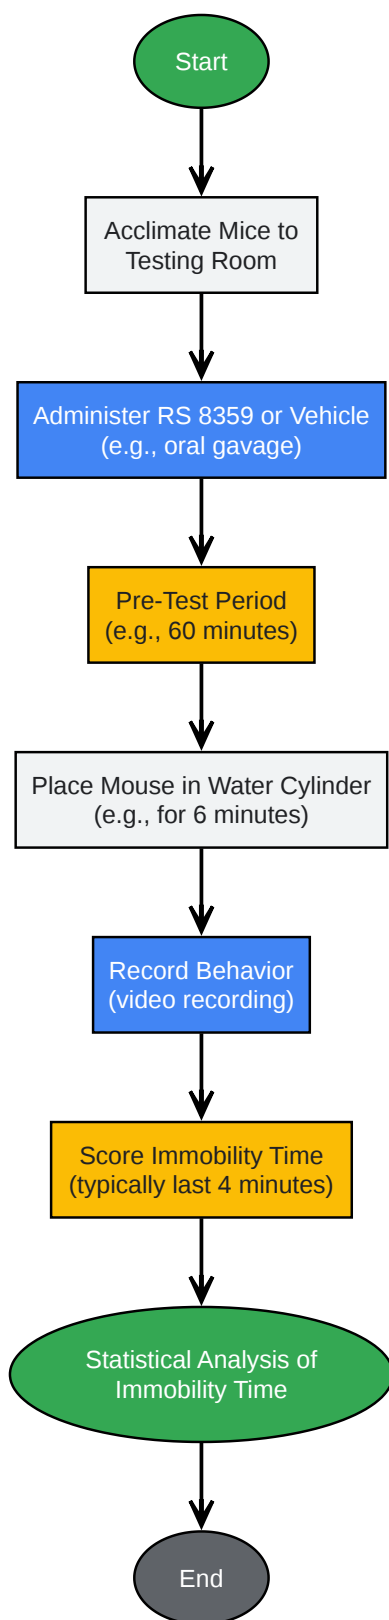 Start
Acclimate Mice to
Testing Room
Administer RS 8359 or Vehicle
(e.g., oral gavage)
Pre-Test Period
(e.g., 60 minutes)
Place Mouse in Water Cylinder
(e.g., for 6 minutes)
Record Behavior
(video recording)
Score Immobility Time
(typically last 4 minutes)
Statistical Analysis of
Immobility Time
End